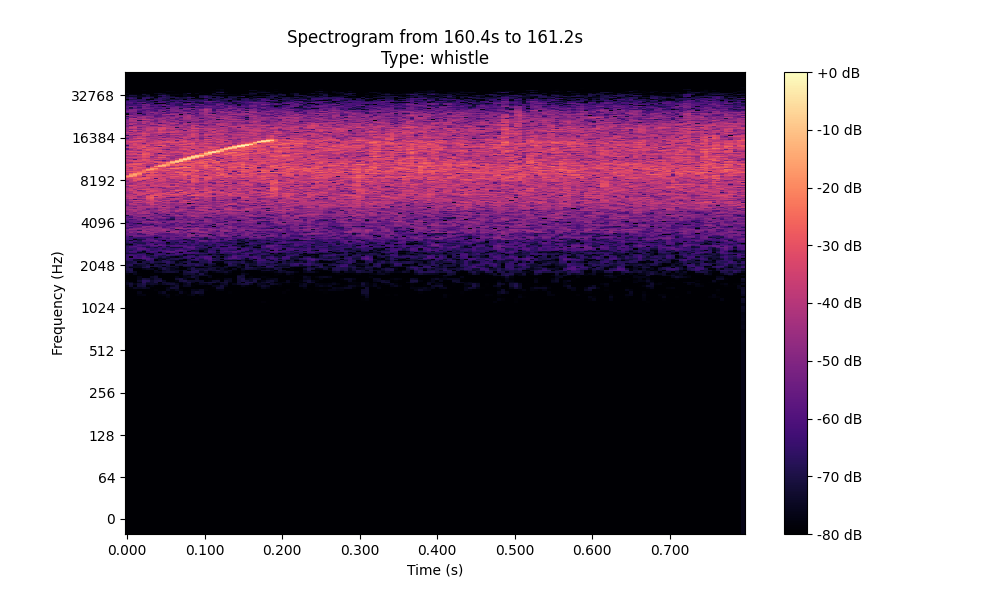 Spectrogram from 160.4s to 161.2s
Type: whistle
Frequency (Hz)
32768
16384
8192
4096
2048
1024
512
256
128
64
0
0.000 0.100 0.200 0.300 0.400 0.500 0.600 0.700
Time (s)
+0 dB
-10 dB
-20 dB
-30 dB
-40 dB
-50 dB
-60 dB
-70 dB
-80 dB